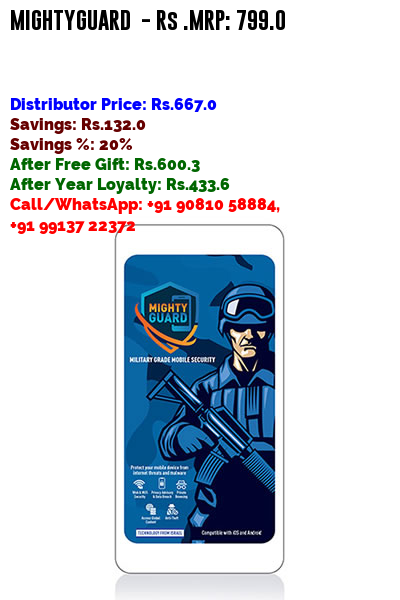 MIGHTYGUARD - Rs .MRP: 799.0
Distributor Price: Rs.667.0
Savings: Rs.132.0
Savings %: 20%
After Free Gift: Rs.600.3
After Year Loyalty: Rs.433.6
Call/WhatsApp: +91 90810 58884,
+91 99137 22372
MIGHTY
GUARD
MILITARY GRADE MOBILE SECURITY
Protect your mobile device from
internet threats and malware
Web & Wifi
Security
Privacy Advisory
& Data Breach
Private
Browsing
Access Global
Content
Anti-Theft
TECHNOLOGY FROM ISRAEL
Compatible with iOS and Android